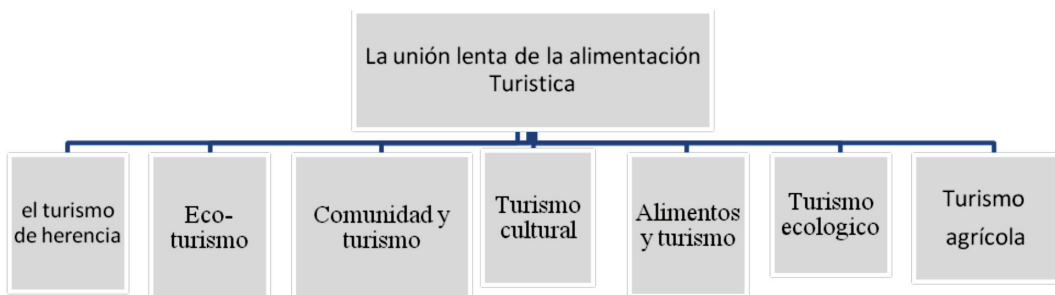 La unión lenta de la alimentación
Turistica
el turismo
de herencia
Eco-
turismo
Comunidad y
turismo
Turismo
cultural
Alimentos
y turismo
Turismo
ecologico
Turismo
agrícola